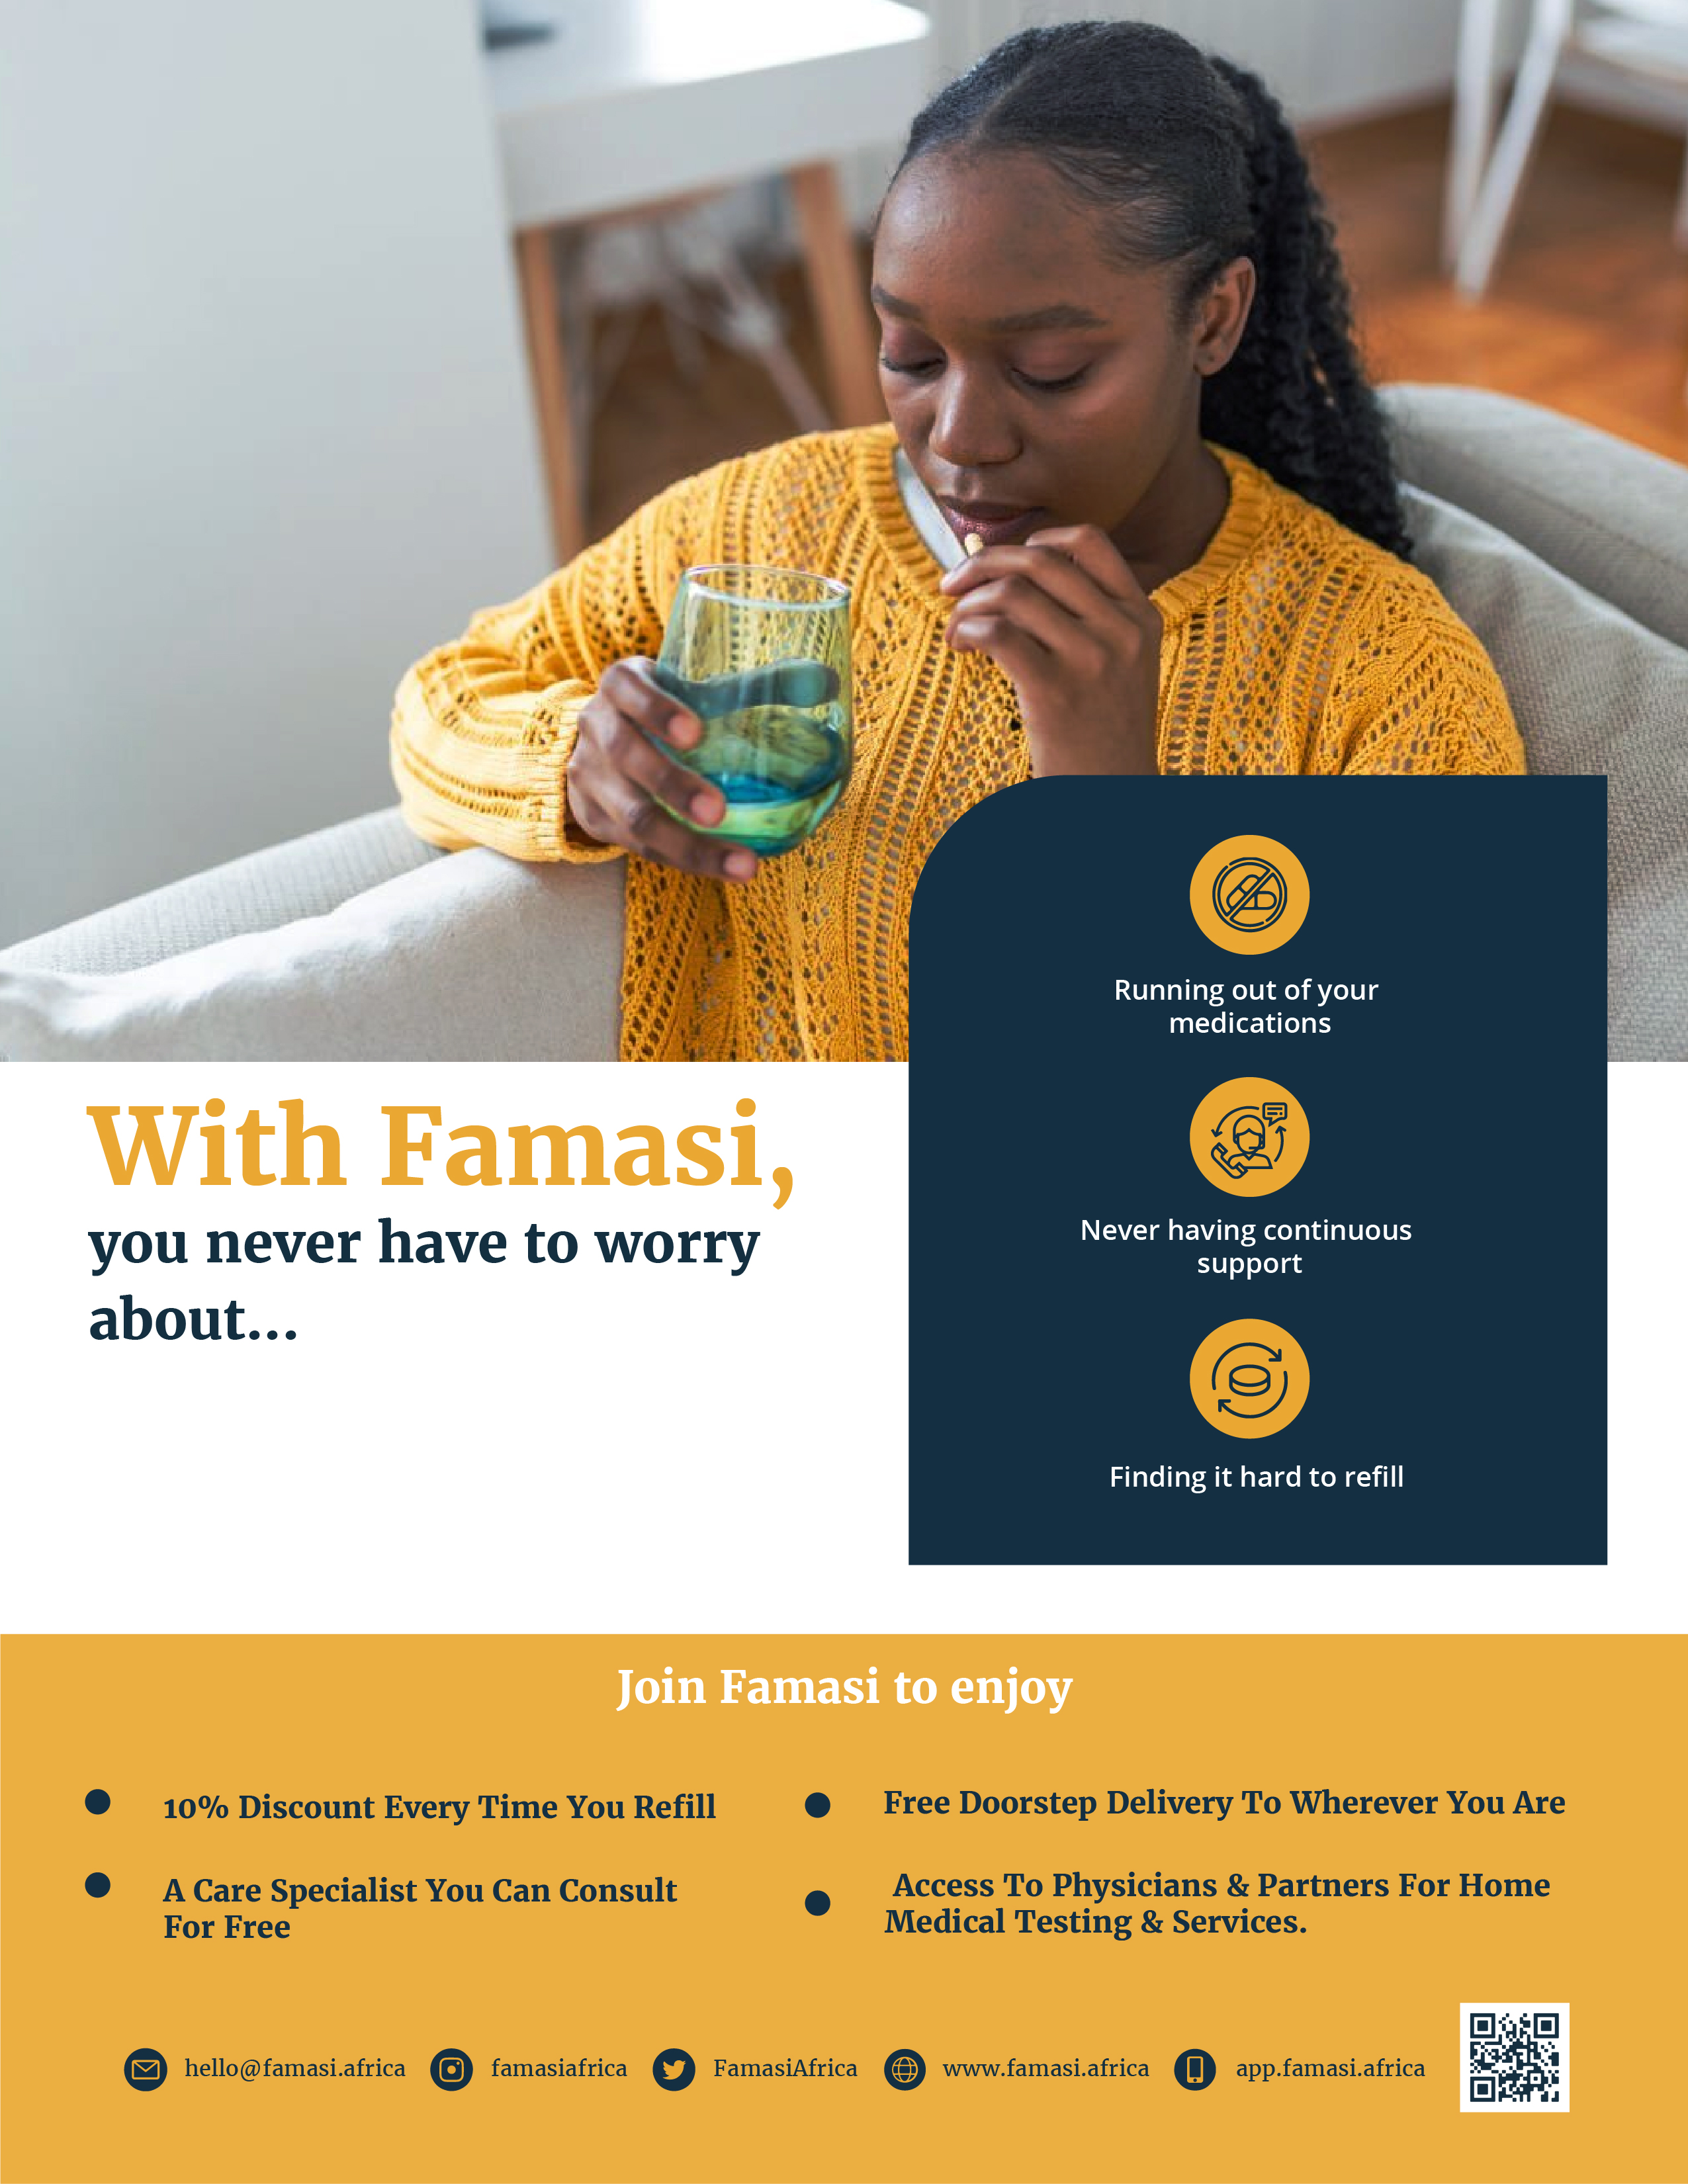 Running out of your
medications
Never having continuous
support
Finding it hard to refill
With Famasi,
you never have to worry
about...
Join Famasi to enjoy
10% Discount Every Time You Refill
A Care Specialist You Can Consult
For Free
Free Doorstep Delivery To Wherever You Are
Access To Physicians & Partners For Home
Medical Testing & Services.
hello@famasi.africa
famasiafrica
FamasiAfrica
www.famasi.africa
app.famasi.africa